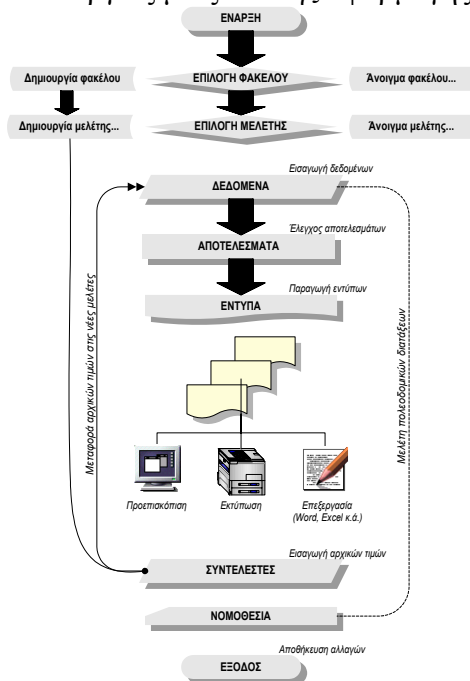 ΕΝΑΡΞΗ
Δημιουργία φακέλου
ΕΠΙΛΟΓΗ ΦΑΚΕΛΟΥ
Άνοιγμα φακέλου...
Δημιουργία μελέτης...
ΕΠΙΛΟΓΗ ΜΕΛΕΤΗΣ
Άνοιγμα μελέτης...
Εισαγωγή δεδομένων
ΔΕΔΟΜΕΝΑ
Έλεγχος αποτελεσμάτων
ΑΠΟΤΕΛΕΣΜΑΤΑ
Παραγωγή εντύπων
ΕΝΤΥΠΑ
Μεταφορά αρχικών τιμών στις νέες μελέτες
Μελέτη πολεοδομικών διατάξεων
Προεπισκόπιση
Εκτύπωση
Επεξεργασία
(Word, Excel κ.ά.)
Εισαγωγή αρχικών τιμών
ΣΥΝΤΕΛΕΣΤΕΣ
ΝΟΜΟΘΕΣΙΑ
Αποθήκευση αλλαγών
ΕΞΟΔΟΣ